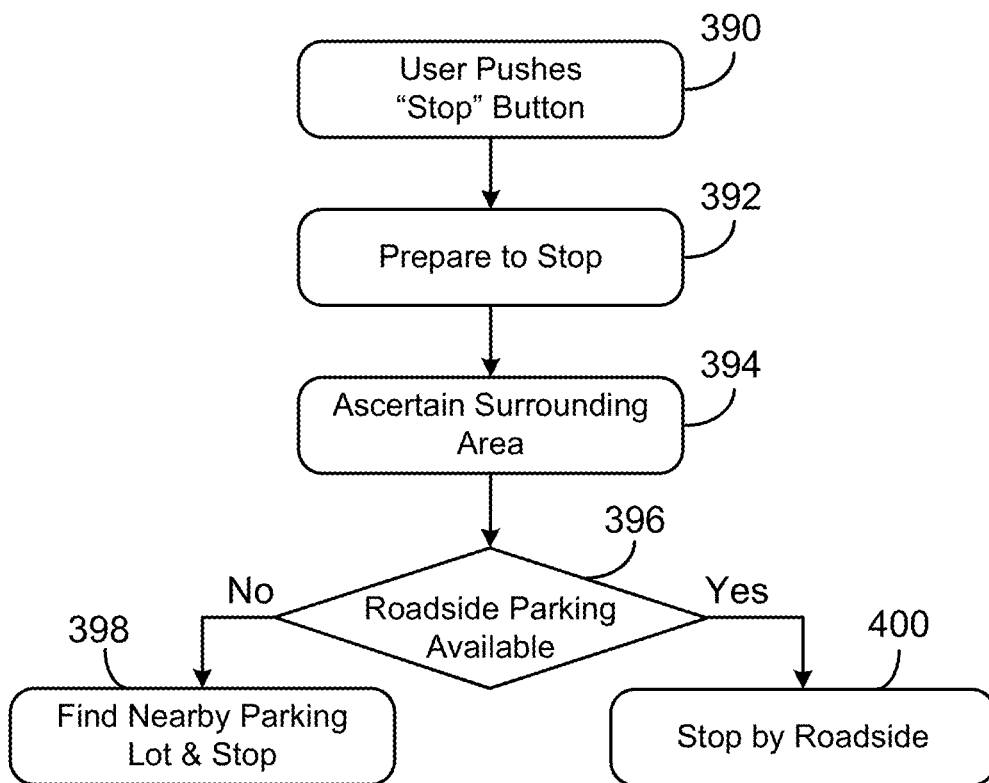 390
User Pushes
“Stop” Button
392
Prepare to Stop
394
Ascertain Surrounding
Area
396
Roadside Parking
Available
No
Yes
398
Find Nearby Parking
Lot & Stop
400
Stop by Roadside